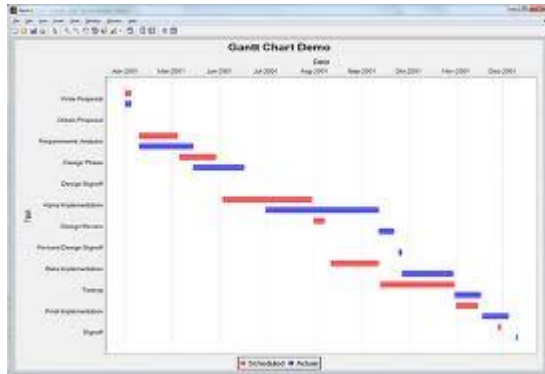 Gantt Chart Demo
Date
Apr-2001 May-2001 Jun-2001 Jul-2001 Aug-2001 Sep-2001 Oct-2001 Nov-2001 Dec-2001
Task
Write Proposal
Obtain Proposal
Requirements Analysis
Design Phase
Design Signoff
Alpha Implementation
Design Review
Revised Design Signoff
Beta Implementation
Testing
Final Implementation
Signoff
Scheduled Actual